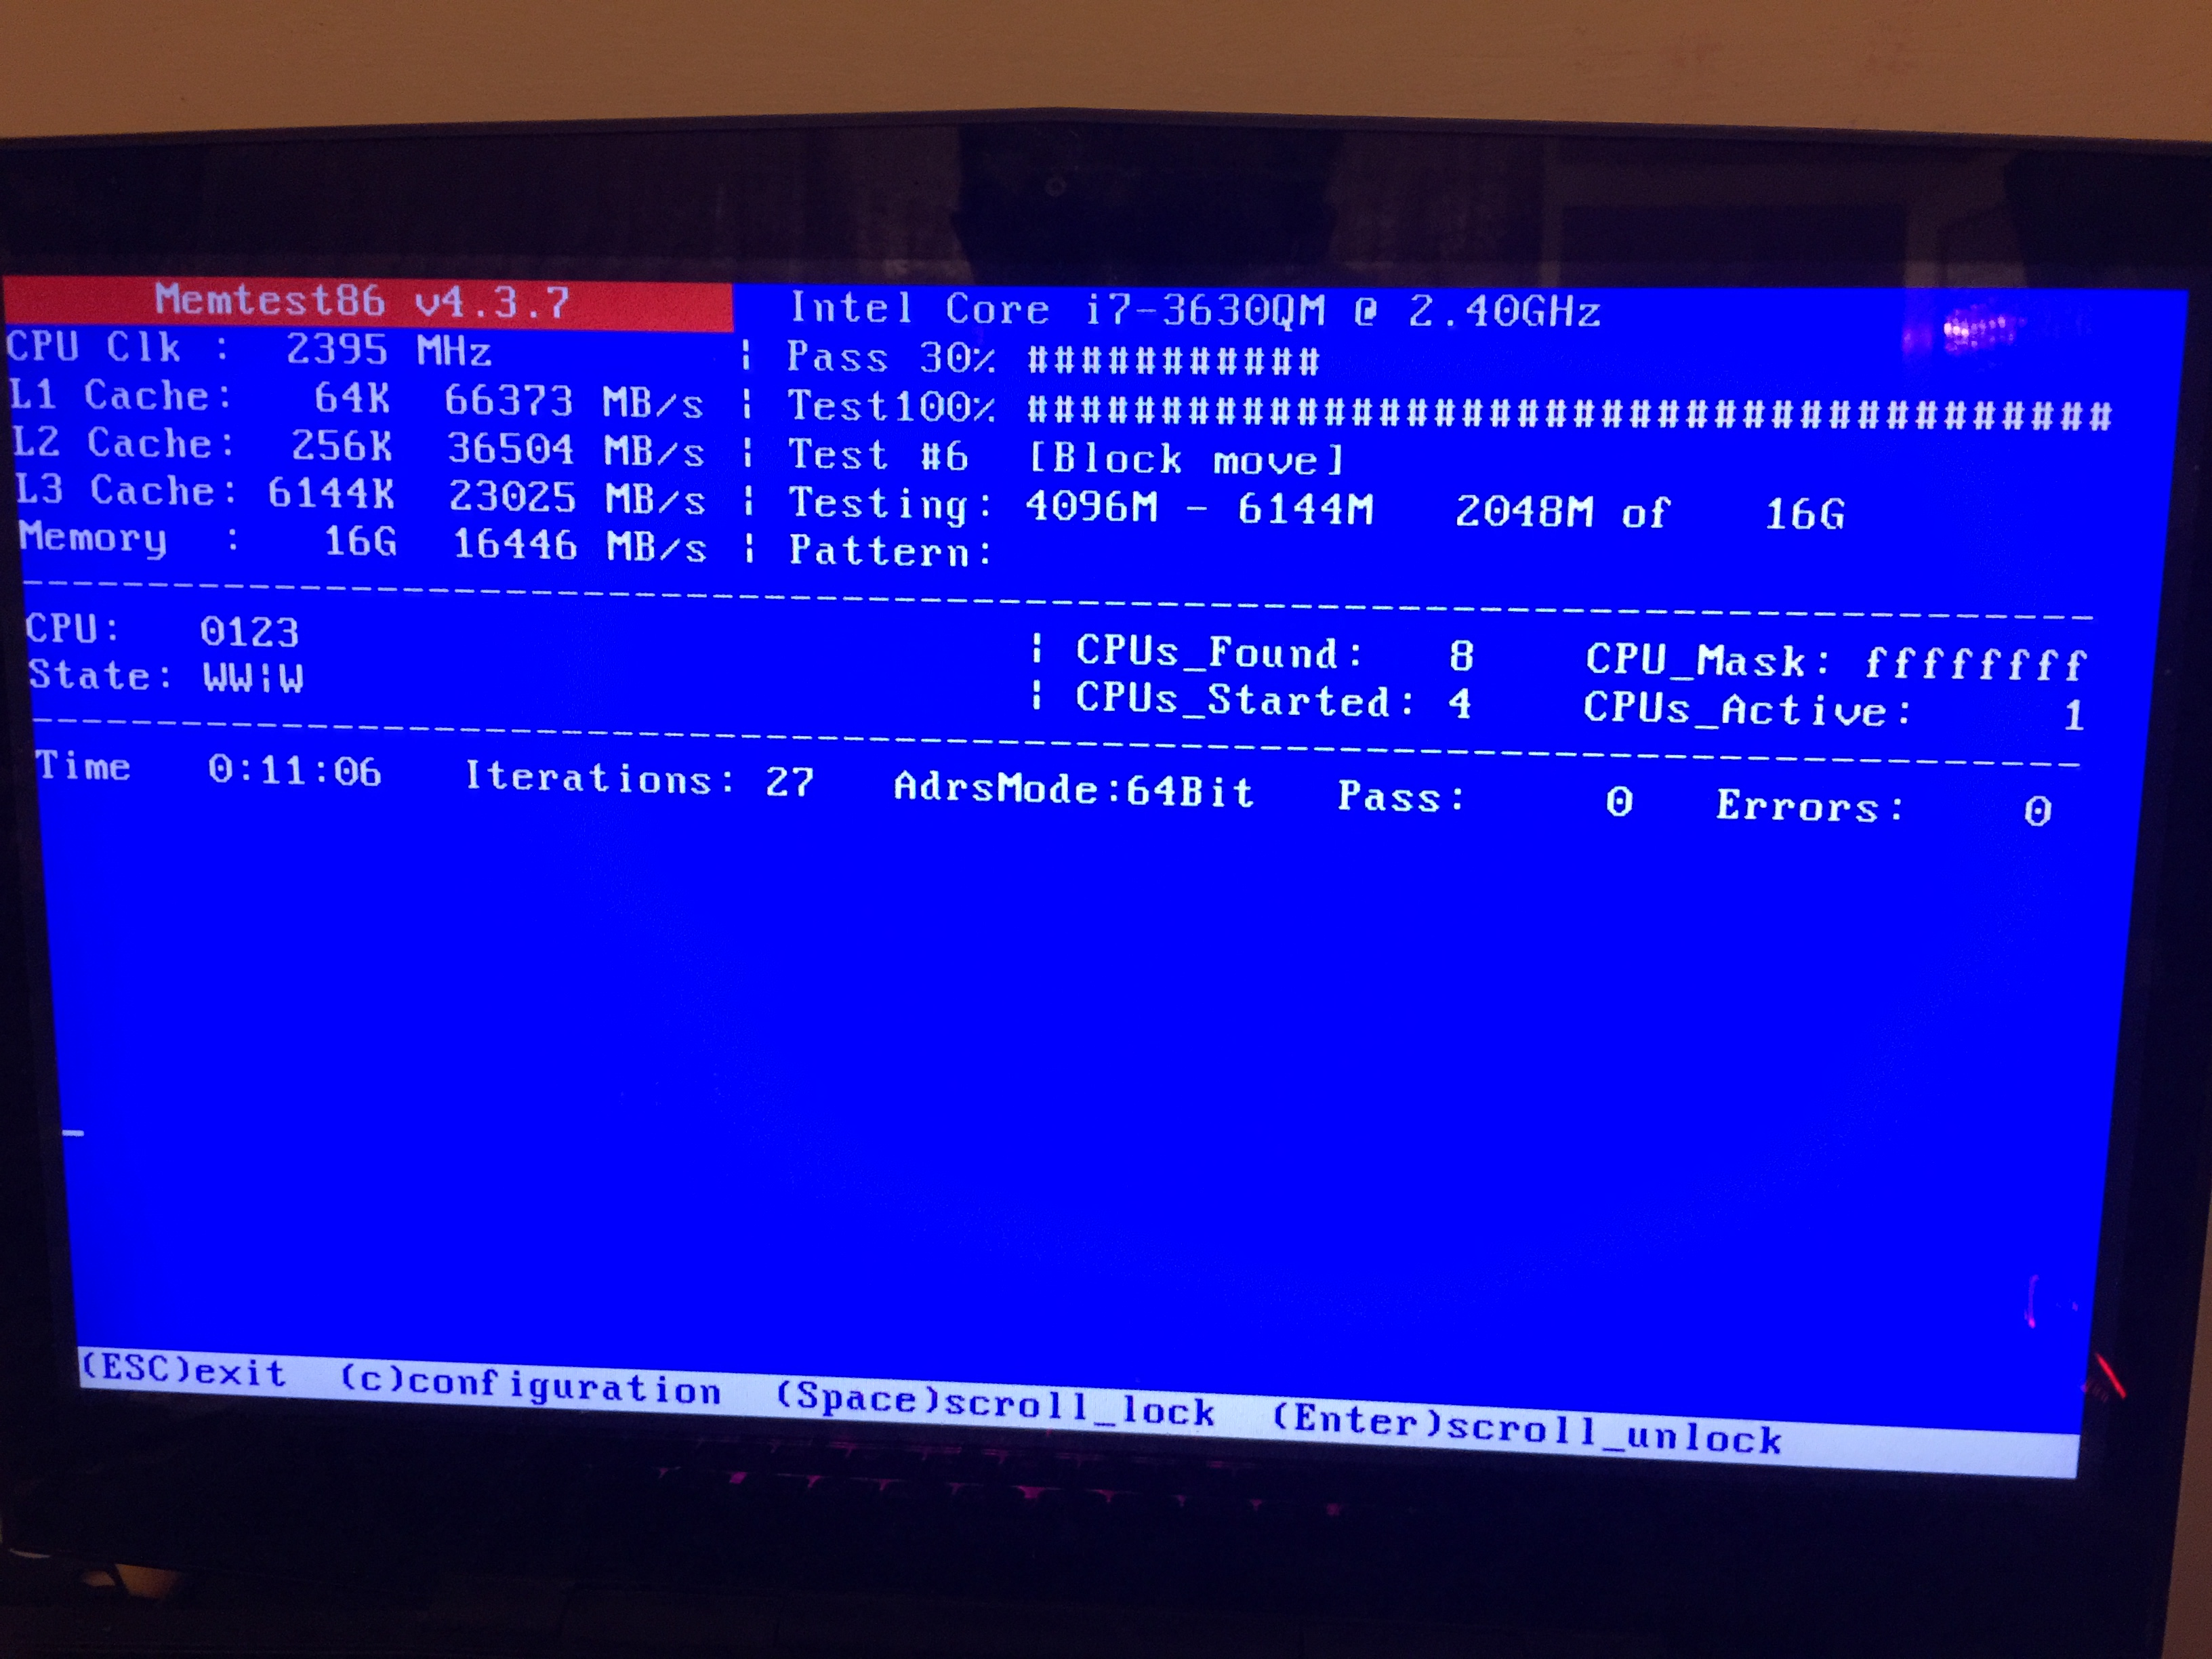 Memtest86 v4.3.7 Intel Core i7-3630QM @ 2.40GHz
CPU Clk : 2395 MHz | Pass 30% ###########
L1 Cache: 64K 66373 MB/s | Test100% ########################################
L2 Cache: 256K 36504 MB/s | Test #6 [Block move]
L3 Cache: 6144K 23025 MB/s | Testing: 4096M - 6144M 2048M of 16G
Memory : 16G 16446 MB/s | Pattern:
CPU: 0123 | CPUs_Found: 8 CPU_Mask: ffffffff
State: WW|W | CPUs_Started: 4 CPUs_Active: 1
Time 0:11:06 Iterations: 27 AdrsMode:64Bit Pass: 0 Errors: 0
_
(ESC)exit (c)configuration (Space)scroll_lock (Enter)scroll_unlock